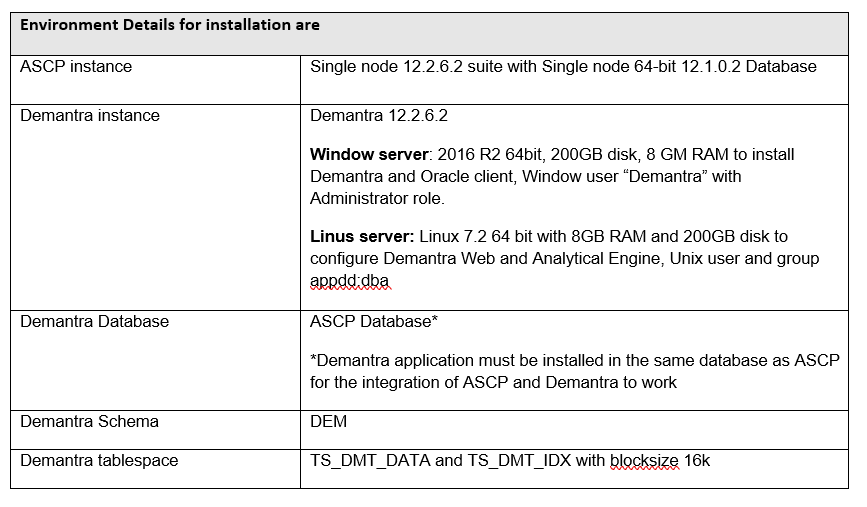 Environment Details for installation are
ASCP instance
Single node 12.2.6.2 suite with Single node 64-bit 12.1.0.2 Database
Demantra instance
Demantra 12.2.6.2
Window server: 2016 R2 64bit, 200GB disk, 8 GM RAM to install
Demantra and Oracle client, Window user “Demantra” with
Administrator role.
Linus server: Linux 7.2 64 bit with 8GB RAM and 200GB disk to
configure Demantra Web and Analytical Engine, Unix user and group
appdd:dba
Demantra Database
ASCP Database*
*Demantra application must be installed in the same database as ASCP
for the integration of ASCP and Demantra to work
Demantra Schema
DEM
Demantra tablespace
TS_DMT_DATA and TS_DMT_IDX with blocksize 16k